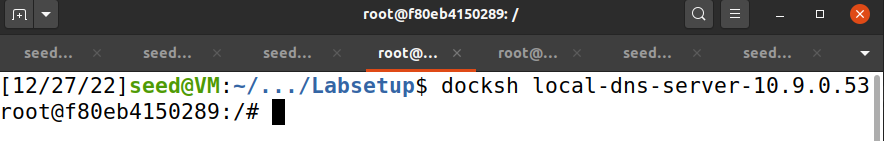 root@f80eb4150289: /
seed... × seed... × seed... × root@... × root@... × seed... × seed... ×
[12/27/22]seed@VM:~/.../Labsetup$ docksh local-dns-server-10.9.0.53
root@f80eb4150289:/#